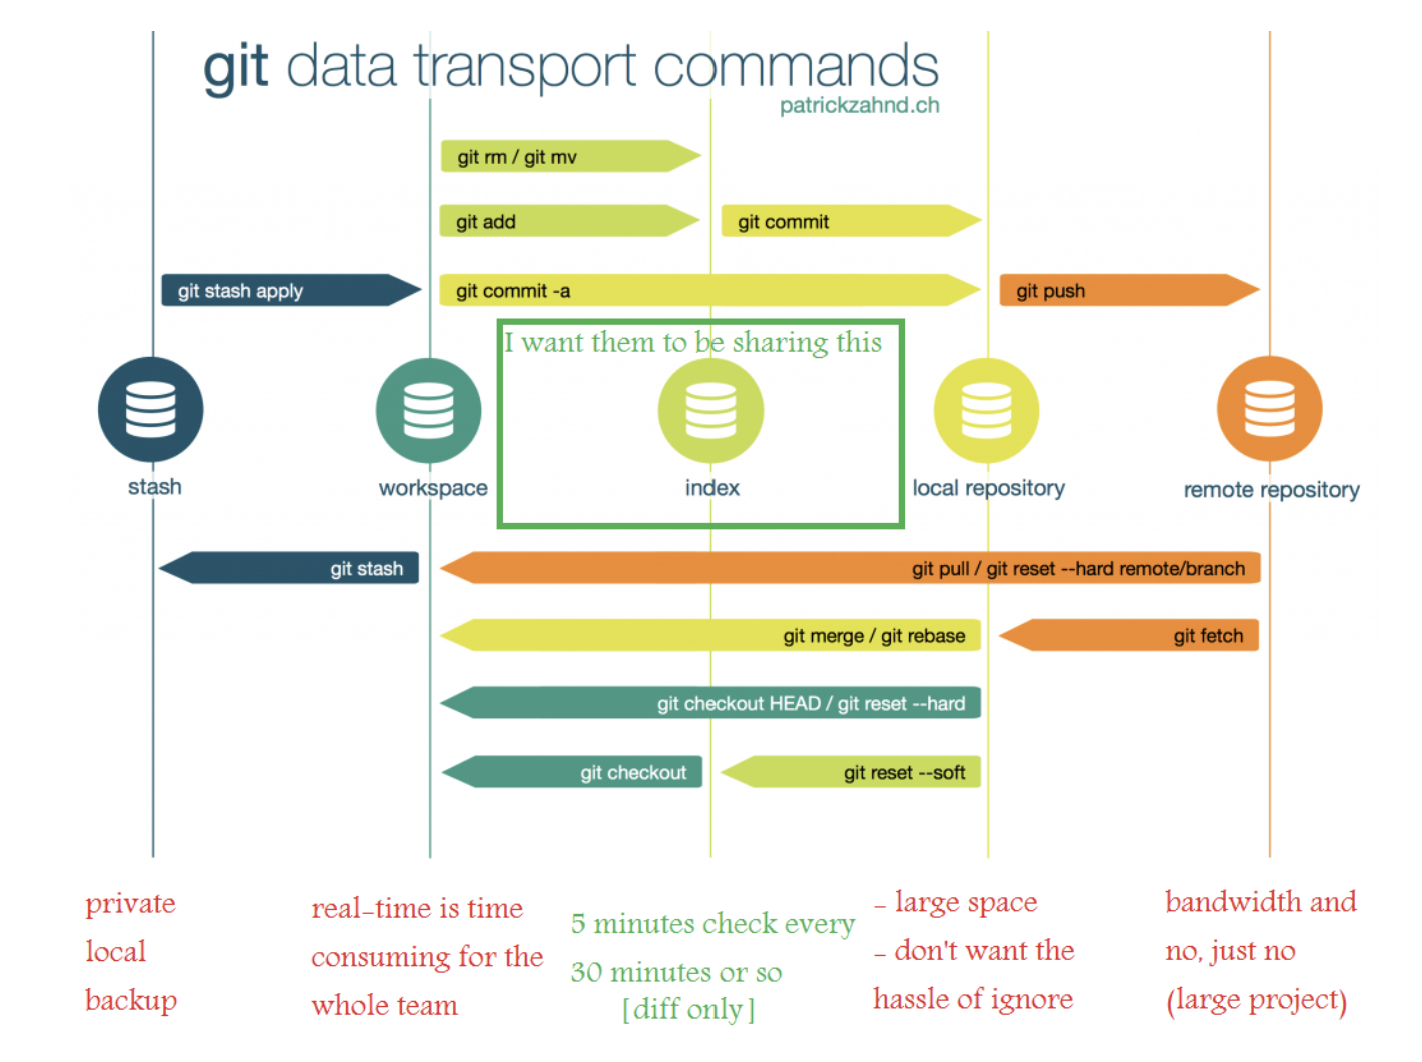 git data transport commands
patrickzahnd.ch
git rm / git mv
git add
git commit
git stash apply
git commit -a
git push
I want them to be sharing this
stash
workspace
index
local repository
remote repository
git stash
git pull / git reset --hard remote/branch
git merge / git rebase
git fetch
git checkout HEAD / git reset --hard
git checkout
git reset --soft
private
local
backup
real-time is time
consuming for the
whole team
5 minutes check every
30 minutes or so
[diff only]
- large space
- don't want the
hassle of ignore
bandwidth and
no, just no
(large project)